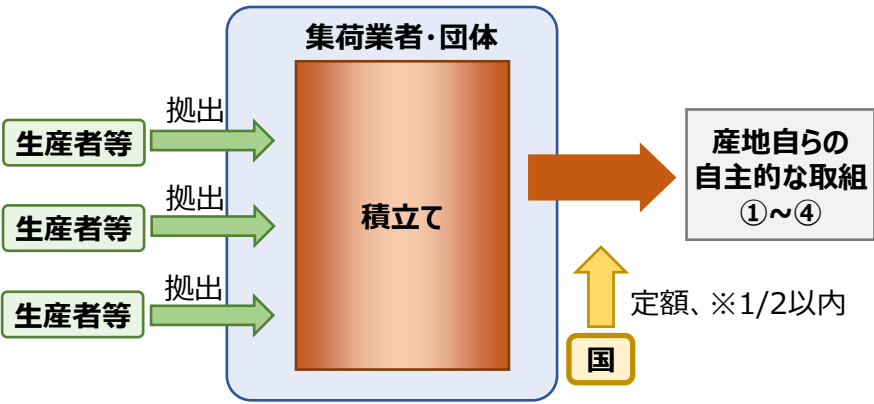 集荷業者・団体
拠出
生産者等
拠出
生産者等
拠出
生産者等
積立て
産地自らの
自主的な取組
①~④
定額、※1/2以内
国